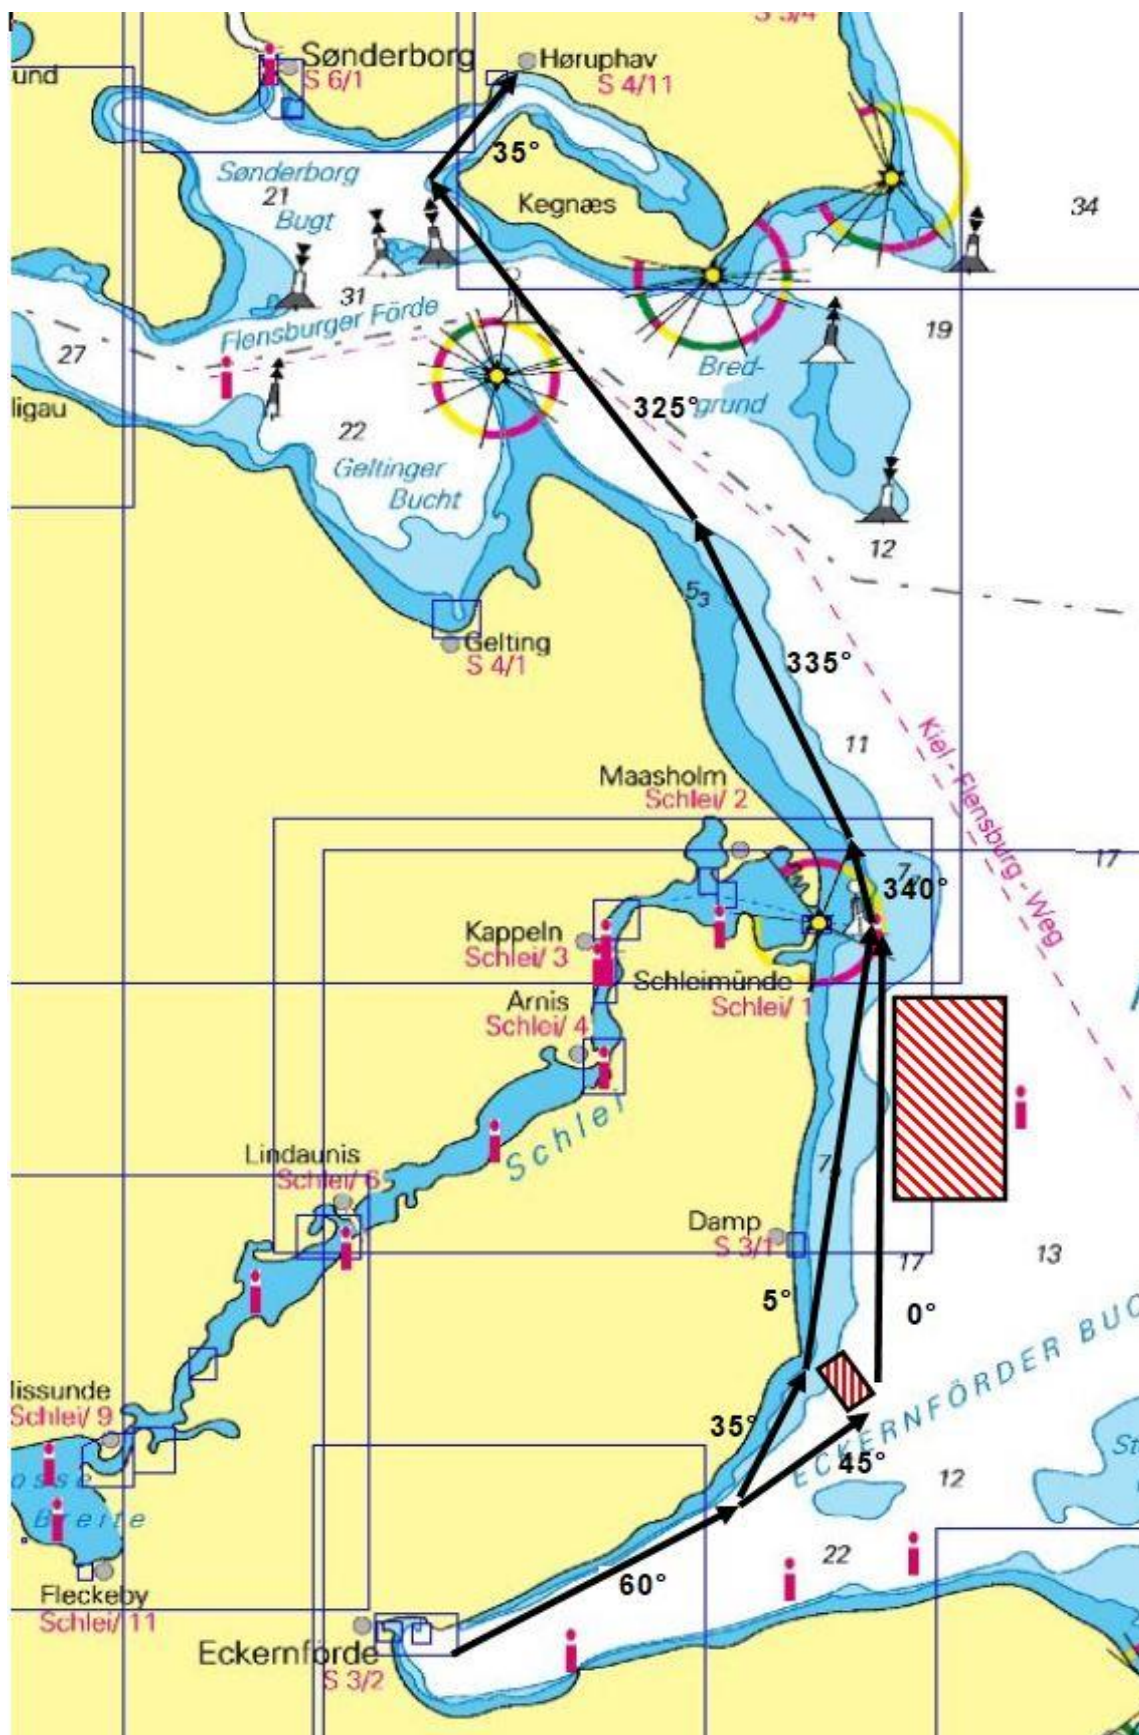 S 3/4
und
Sønderborg
S 6/1
Høruphav
S 4/11
Sønderborg
21
Bugt
35°
Kegnæs
34
31
Flensburger Förde
27
19
ligau
22
Geltinger
Bucht
Bred-
grund
325°
12
5₃
Gelting
S 4/1
335°
11
Maasholm
Schlei/ 2
Kiel - Flensburg - Weg
17
340°
Kappeln
Schlei/ 3
Schleimünde
Schlei/ 1
Arnis
Schlei/ 4
Schlei
Lindaunis
Schlei/ 6
Damp
S 3/1
17
13
5°
0°
lissunde
Schlei/ 9
35°
45°
ECKERNFÖRDER BUC
St
12
osse
Breite
22
Fleckeby
Schlei/ 11
60°
Eckernförde
S 3/2